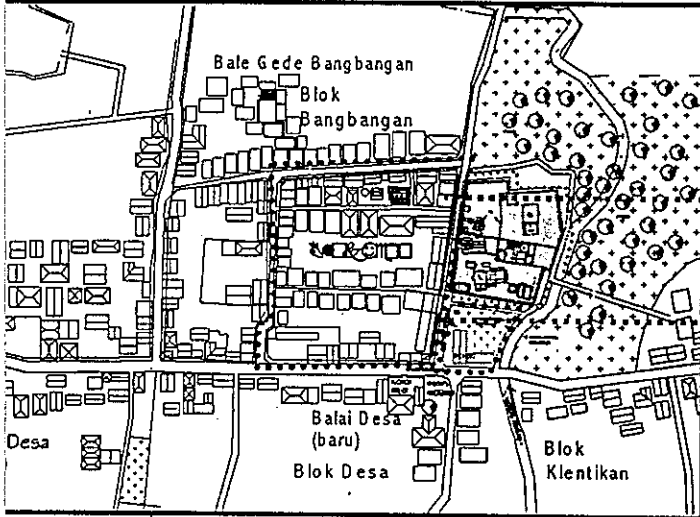 Bale Gede Bangbangan
Blok
Bangbangan
Balai Desa
(baru)
Blok Desa
Desa
Blok
Klentikan